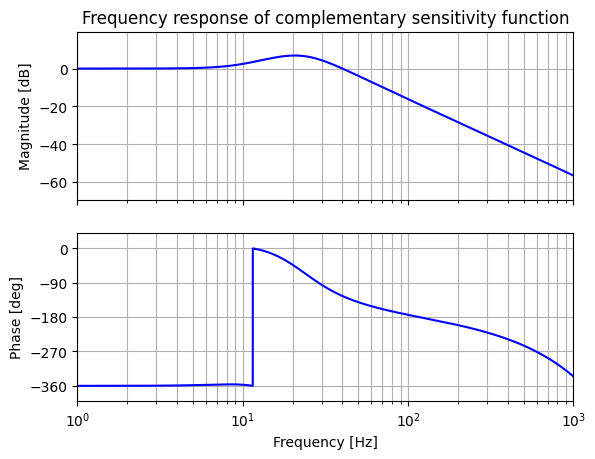 Frequency response of complementary sensitivity function
Magnitude [dB]
0
−20
−40
−60
Phase [deg]
0
−90
−180
−270
−360
10⁰ 10¹ 10² 10³
Frequency [Hz]